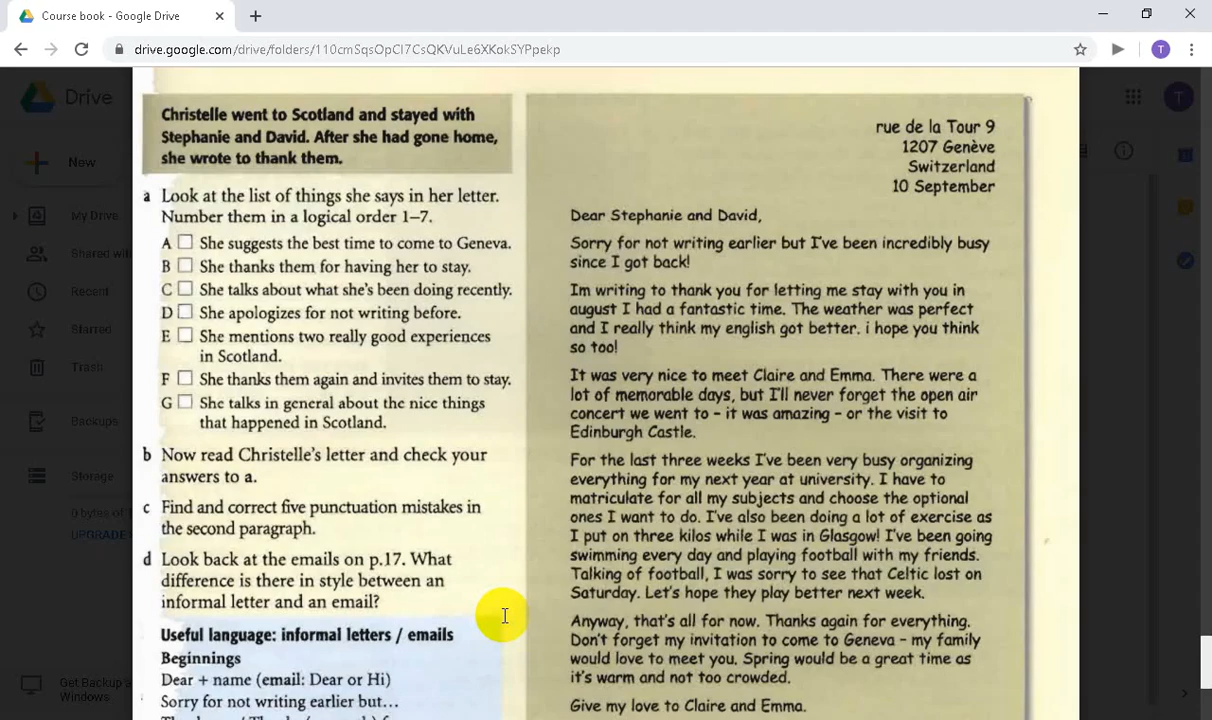 Course book - Google Drive
drive.google.com/drive/folders/110cmSqsOpCl7CsQKVuLe6XKokSYPpekp
T
Drive
T
New
My Drive
Shared with
Recent
Starred
Trash
Backups
Storage
0 bytes of
UPGRADE
Get Backup a
Windows
Christelle went to Scotland and stayed with
Stephanie and David. After she had gone home,
she wrote to thank them.
a Look at the list of things she says in her letter.
Number them in a logical order 1–7.
A She suggests the best time to come to Geneva.
B She thanks them for having her to stay.
C She talks about what she's been doing recently.
D She apologizes for not writing before.
E She mentions two really good experiences
in Scotland.
F She thanks them again and invites them to stay.
G She talks in general about the nice things
that happened in Scotland.
b Now read Christelle's letter and check your
answers to a.
c Find and correct five punctuation mistakes in
the second paragraph.
d Look back at the emails on p.17. What
difference is there in style between an
informal letter and an email?
Useful language: informal letters / emails
Beginnings
Dear + name (email: Dear or Hi)
Sorry for not writing earlier but...
rue de la Tour 9
1207 Genève
Switzerland
10 September
Dear Stephanie and David,
Sorry for not writing earlier but I've been incredibly busy
since I got back!
Im writing to thank you for letting me stay with you in
august I had a fantastic time. The weather was perfect
and I really think my english got better. i hope you think
so too!
It was very nice to meet Claire and Emma. There were a
lot of memorable days, but I'll never forget the open air
concert we went to – it was amazing – or the visit to
Edinburgh Castle.
For the last three weeks I've been very busy organizing
everything for my next year at university. I have to
matriculate for all my subjects and choose the optional
ones I want to do. I've also been doing a lot of exercise as
I put on three kilos while I was in Glasgow! I've been going
swimming every day and playing football with my friends.
Talking of football, I was sorry to see that Celtic lost on
Saturday. Let's hope they play better next week.
Anyway, that's all for now. Thanks again for everything.
Don't forget my invitation to come to Geneva – my family
would love to meet you. Spring would be a great time as
it's warm and not too crowded.
Give my love to Claire and Emma.